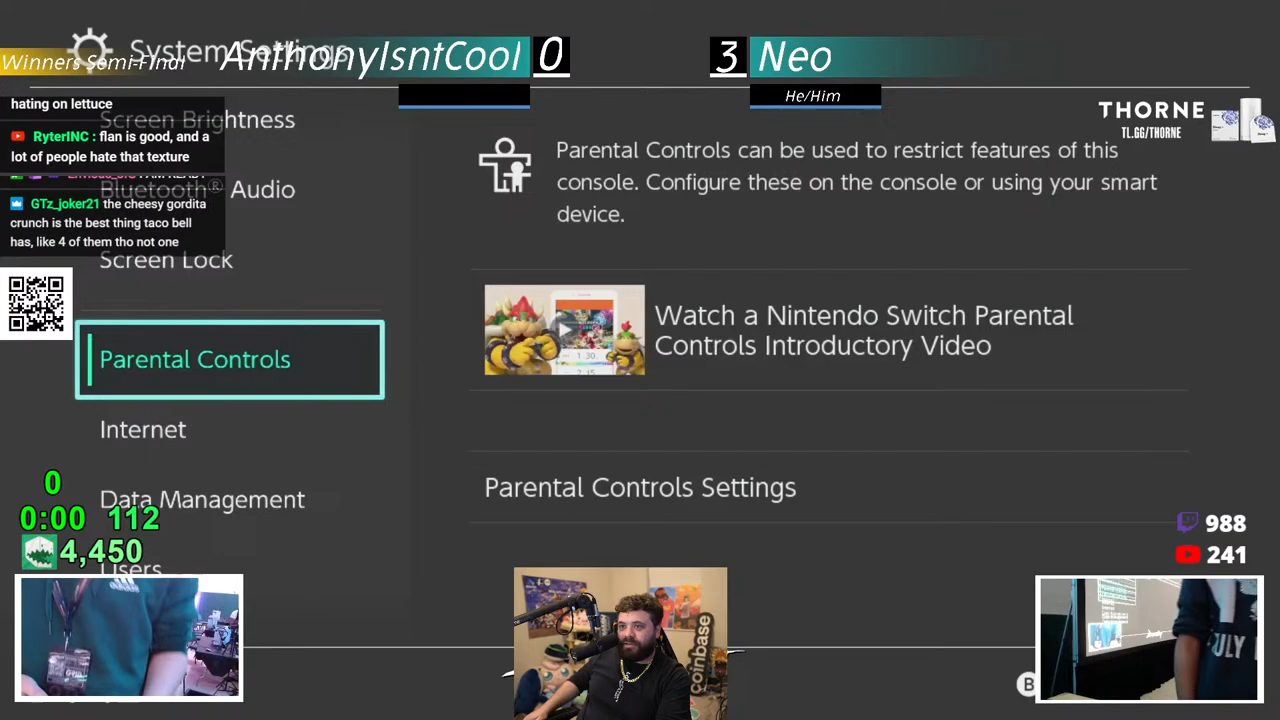 System Settings
Winners Semi-Final
AnthonyIsntCool 0
3 Neo
He/Him
THORNE
TL.GG/THORNE
hating on lettuce
RyterINC : flan is good, and a
lot of people hate that texture
GTz_joker21 the cheesy gordita
crunch is the best thing taco bell
has, like 4 of them tho not one
Screen Brightness
Bluetooth® Audio
Screen Lock
Parental Controls
Internet
Data Management
Users
Parental Controls can be used to restrict features of this
console. Configure these on the console or using your smart
device.
Watch a Nintendo Switch Parental
Controls Introductory Video
1:30
Parental Controls Settings
0
0:00 112
4,450
988
241
coinbase
B
JULY